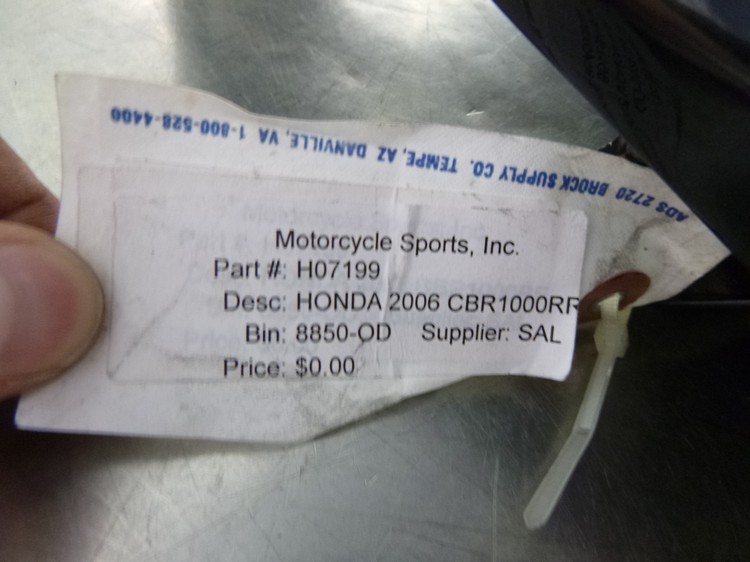 ADS 2720 BROCK SUPPLY CO. TEMPE, AZ DANVILLE, VA 1-800-528-4400
Motorcycle Sports, Inc.
Part #: H07199
Desc: HONDA 2006 CBR1000RR
Bin: 8850-OD Supplier: SAL
Price: $0.00